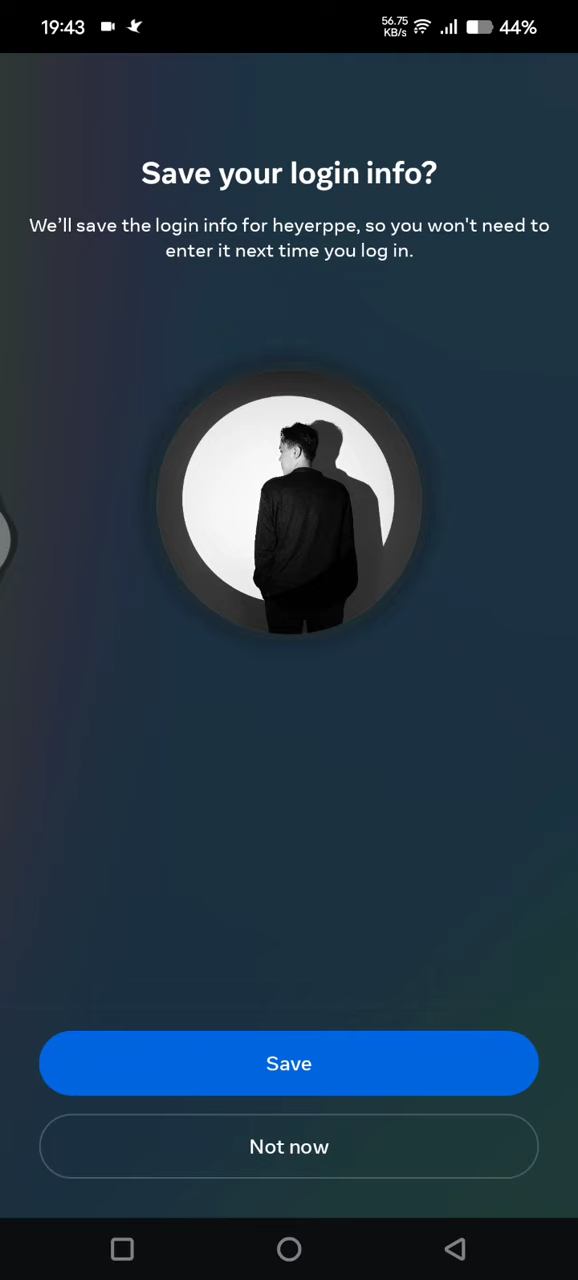 19:43
56.75
KB/s
44%
Save your login info?
We’ll save the login info for heyerppe, so you won't need to
enter it next time you log in.
Save
Not now